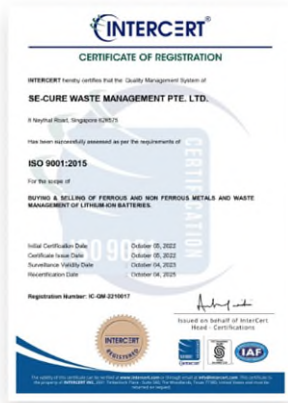 INTERCERT
CERTIFICATE OF REGISTRATION
INTERCERT hereby certifies that the Quality Management System of
SE-CURE WASTE MANAGEMENT PTE. LTD.
8 Naythal Road, Singapore 628575
Has been successfully assessed as per the requirements of
ISO 9001:2015
For the scope of
BUYING & SELLING OF FERROUS AND NON FERROUS METALS AND WASTE
MANAGEMENT OF LITHIUM-ION BATTERIES.
Initial Certification Date : October 05, 2022
Certificate Issue Date : October 05, 2022
Surveillance Validity Date : October 04, 2023
Recertification Date : October 04, 2025
Registration Number: IC-QM-2210017
Issued on behalf of InterCert
Head - Certifications
INTERCERT
REGISTERED
IAF
CERTIFICATION